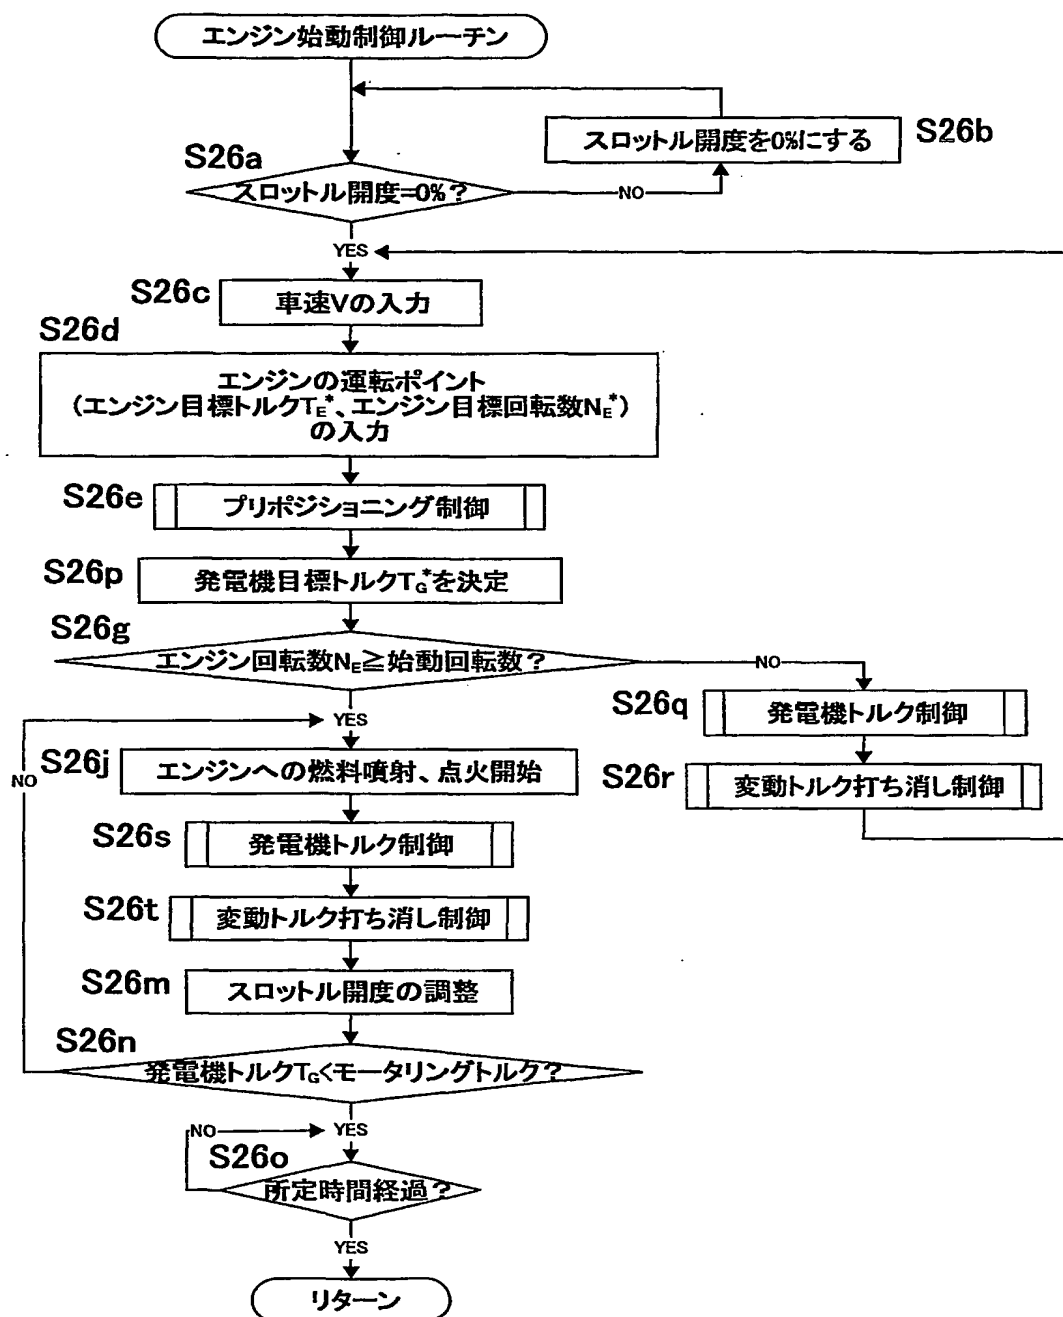 エンジン始動制御ルーチン
スロットル開度を0%にする
S26b
S26a
スロットル開度=0%?
NO
YES
S26c
車速Vの入力
S26d
エンジンの運転ポイント
(エンジン目標トルクTE*、エンジン目標回転数NE*)
の入力
S26e
プリポジショニング制御
S26p
発電機目標トルクTG*を決定
S26g
エンジン回転数NE≧始動回転数?
NO
YES
S26q
発電機トルク制御
S26r
変動トルク打ち消し制御
NO
S26j
エンジンへの燃料噴射、点火開始
S26s
発電機トルク制御
S26t
変動トルク打ち消し制御
S26m
スロットル開度の調整
S26n
発電機トルクTG<モータリングトルク?
NO
YES
S26o
所定時間経過?
YES
リターン